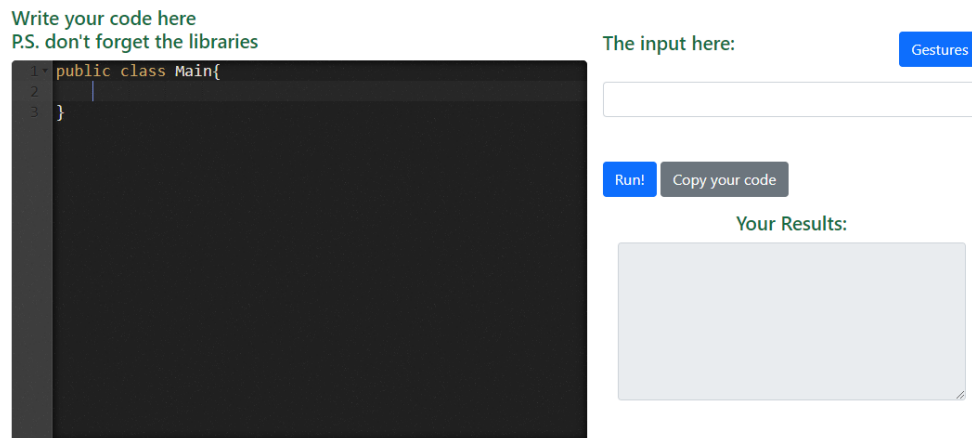 Write your code here
P.S. don't forget the libraries
1 public class Main{
2
3 }
The input here:
Gestures
Run! Copy your code
Your Results: